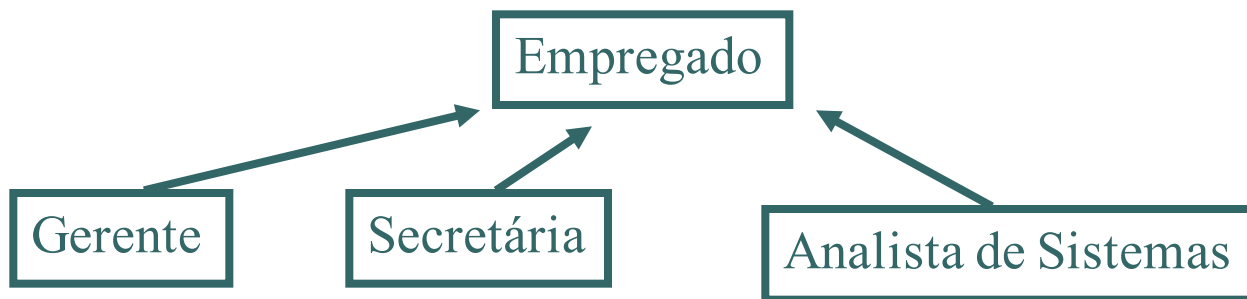 Empregado
Gerente
Secretária
Analista de Sistemas